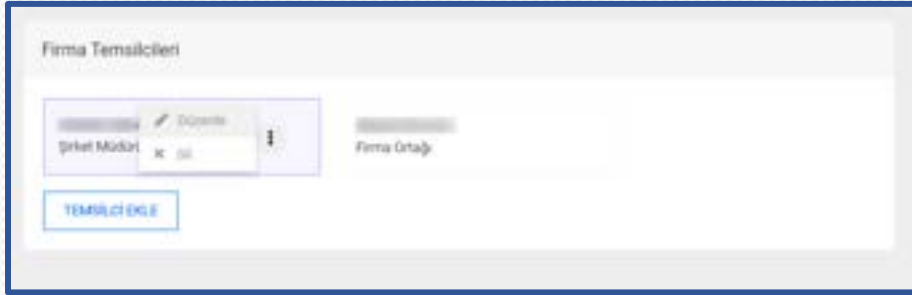 Firma Temsilcileri
Düzenle
Şirket Müdürü
Sil
Firma Ortağı
TEMSİLCİ EKLE